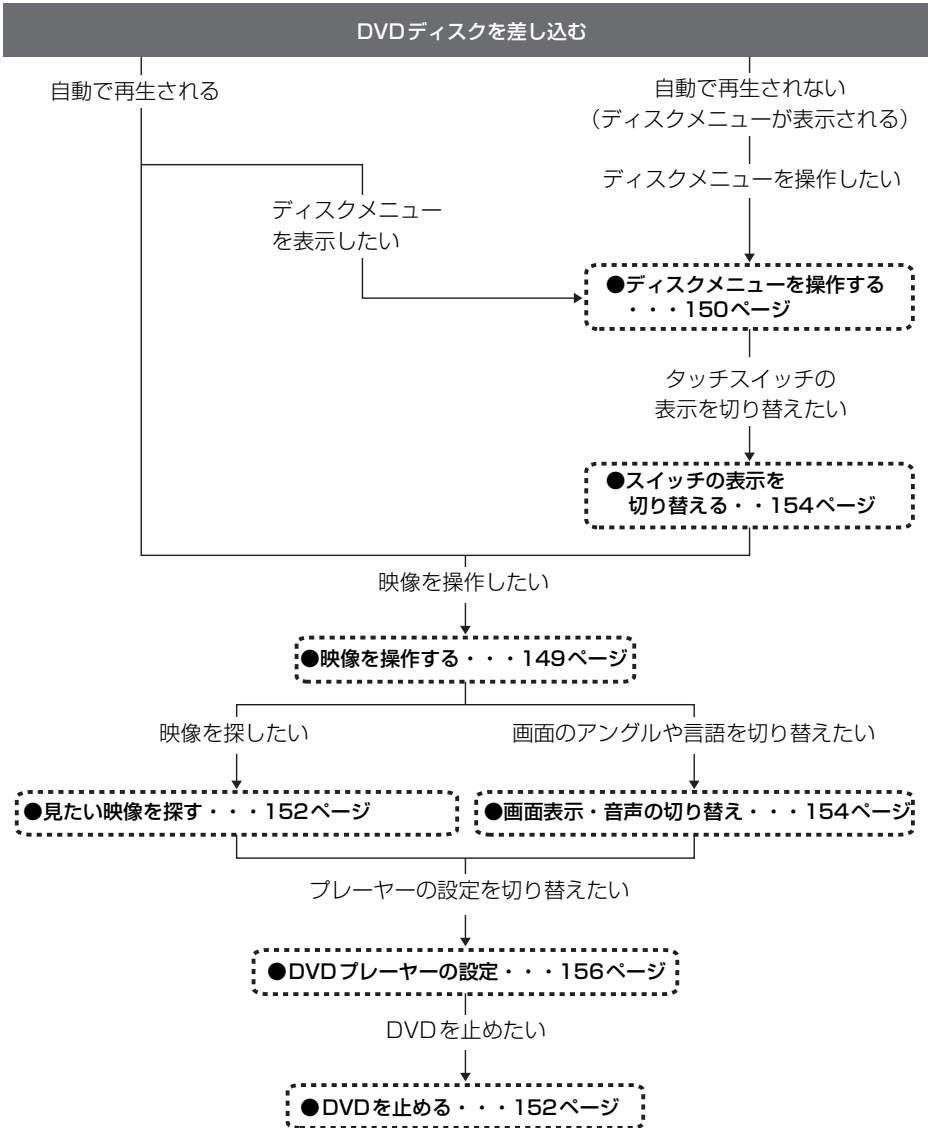 DVDディスクを差し込む
自動で再生される
自動で再生されない
（ディスクメニューが表示される）
ディスクメニューを操作したい
ディスクメニュー
を表示したい
●ディスクメニューを操作する
・・・150ページ
タッチスイッチの
表示を切り替えたい
●スイッチの表示を
切り替える・・154ページ
映像を操作したい
●映像を操作する・・・149ページ
映像を探したい
画面のアングルや言語を切り替えたい
●見たい映像を探す・・・152ページ
●画面表示・音声の切り替え・・・154ページ
プレーヤーの設定を切り替えたい
●DVDプレーヤーの設定・・・156ページ
DVDを止めたい
●DVDを止める・・・152ページ